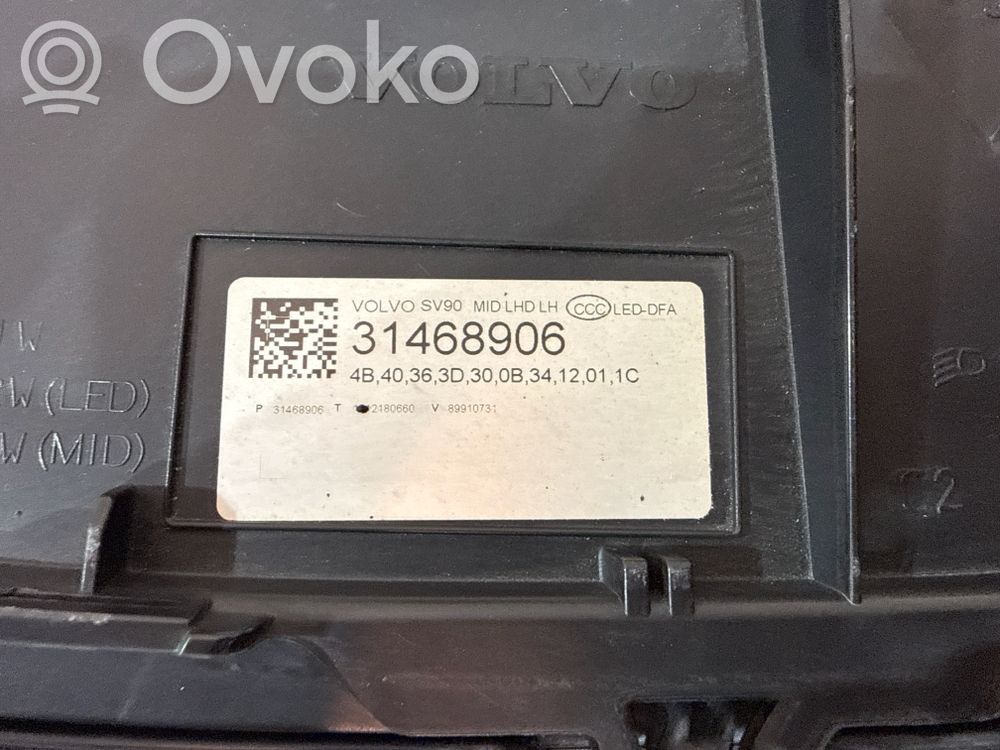 Ovoko
VOLVO
VOLVO SV90 MID LHD LH CCC LED-DFA
31468906
4B,40,36,3D,30,0B,34,12,01,1C
P 31468906 T 2180660 V 89910731
W
W (LED)
W (MID)